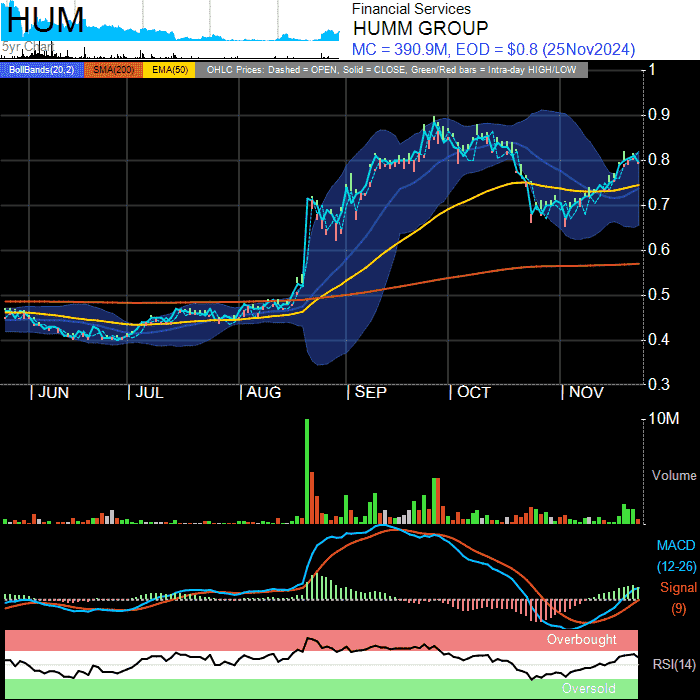 HUM
5yr Chart
Financial Services
HUMM GROUP
MC = 390.9M, EOD = $0.8 (25Nov2024)
BollBands(20,2) SMA(200) EMA(50) OHLC Prices: Dashed = OPEN, Solid = CLOSE, Green/Red bars = Intra-day HIGH/LOW
1
0.9
0.8
0.7
0.6
0.5
0.4
0.3
| JUN | JUL | AUG | SEP | OCT | NOV
10M
Volume
MACD
(12-26)
Signal
(9)
Overbought
RSI(14)
Oversold